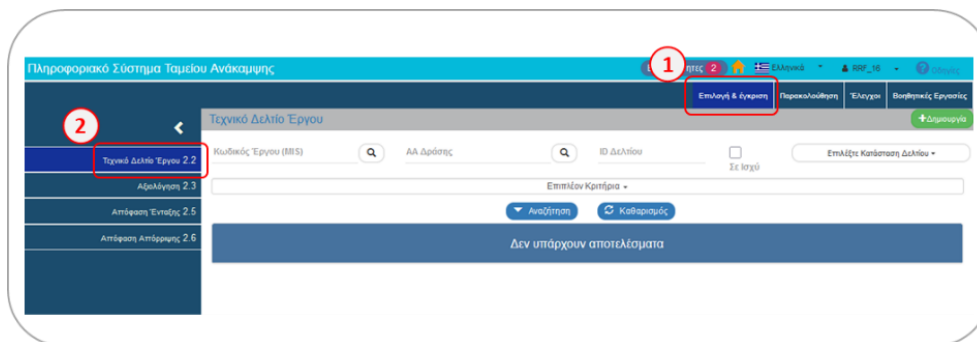 1
Πληροφοριακό Σύστημα Ταμείου Ανάκαμψης 2 Ελληνικά RRF_16 Οδηγίες
Επιλογή & έγκριση Παρακολούθηση Έλεγχοι Βοηθητικές Εργασίες
2 Τεχνικό Δελτίο Έργου +Δημιουργία
Τεχνικό Δελτίο Έργου 2.2 Κωδικός Έργου (MIS) ΑΑ Δράσης ID Δελτίου Σε Ισχύ Επιλέξτε Κατάσταση Δελτίου
Αξιολόγηση 2.3 Επιπλέον Κριτήρια
Απόφαση Ένταξης 2.5 Αναζήτηση Καθαρισμός
Απόφαση Απόρριψης 2.6 Δεν υπάρχουν αποτελέσματα